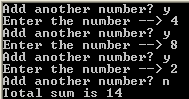 Add another number? y
Enter the number --> 4
Add another number? y
Enter the number --> 8
Add another number? y
Enter the number --> 2
Add another number? n
Total sum is 14